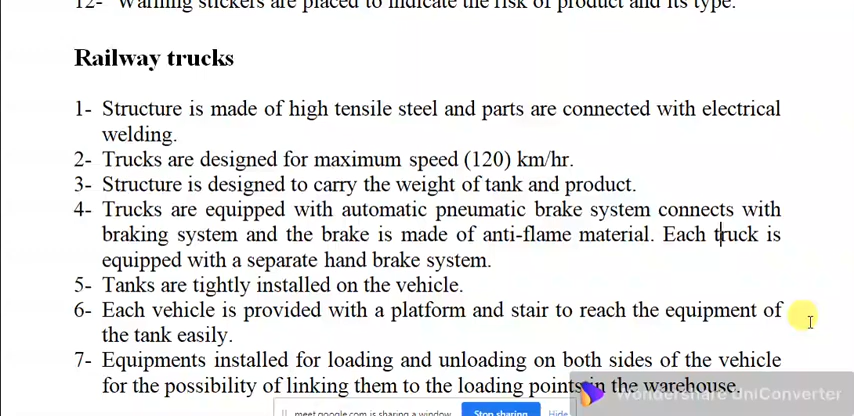 12- Warning stickers are placed to indicate the risk of product and its type.
Railway trucks
1- Structure is made of high tensile steel and parts are connected with electrical
welding.
2- Trucks are designed for maximum speed (120) km/hr.
3- Structure is designed to carry the weight of tank and product.
4- Trucks are equipped with automatic pneumatic brake system connects with
braking system and the brake is made of anti-flame material. Each truck is
equipped with a separate hand brake system.
5- Tanks are tightly installed on the vehicle.
6- Each vehicle is provided with a platform and stair to reach the equipment of
the tank easily.
7- Equipments installed for loading and unloading on both sides of the vehicle
for the possibility of linking them to the loading points in the warehouse.
Wondershare UniConverter
meet.google.com is sharing a window. Stop sharing Hide